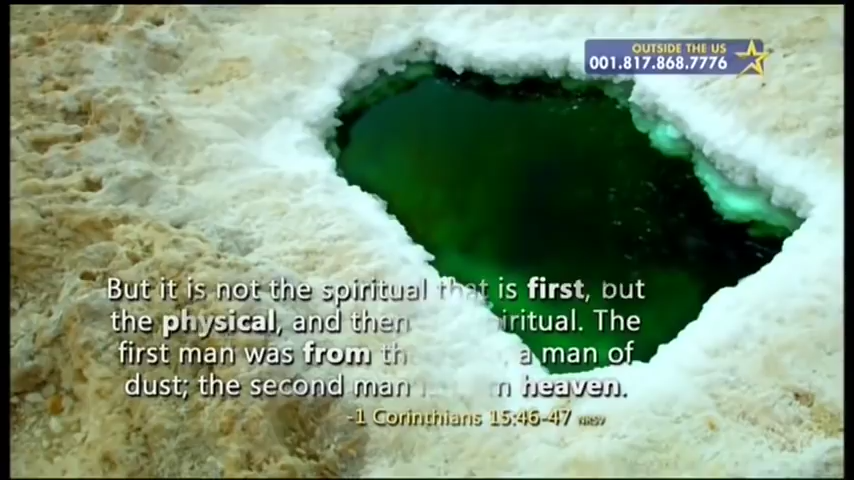 OUTSIDE THE US
001.817.868.7776
But it is not the spiritual that is first, but
the physical, and then spiritual. The
first man was from a man of
dust; the second man heaven.
-1 Corinthians 15:46-47 NRSV